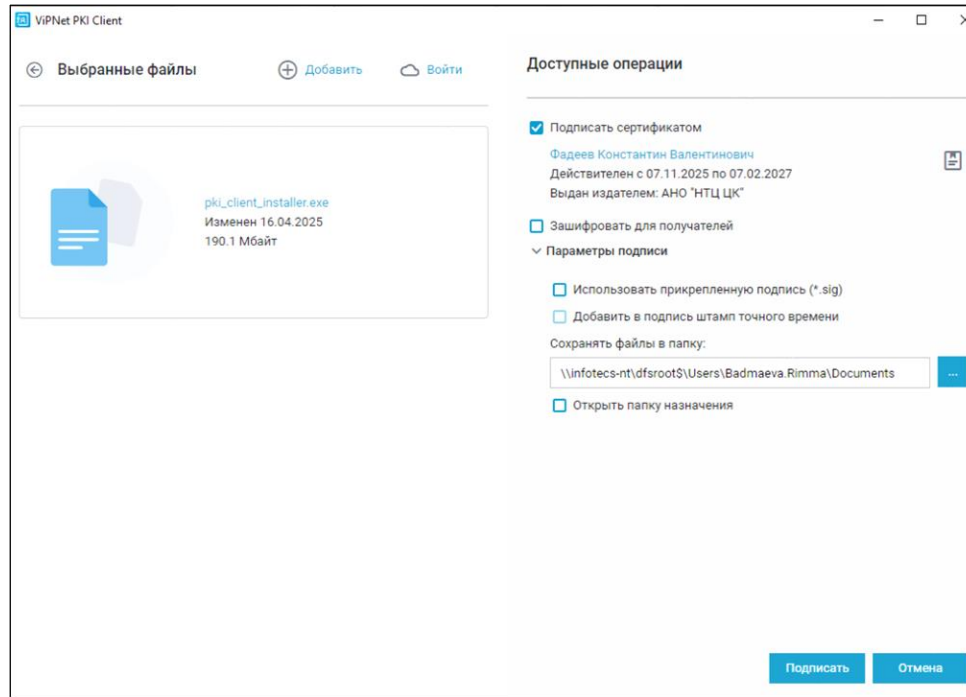 ViPNet PKI Client
Выбранные файлы
Добавить
Войти
pki_client_installer.exe
Изменен 16.04.2025
190.1 Мбайт
Доступные операции
Подписать сертификатом
Фадеев Константин Валентинович
Действителен с 07.11.2025 по 07.02.2027
Выдан издателем: АНО "НТЦ ЦК"
Зашифровать для получателей
Параметры подписи
Использовать прикрепленную подпись (*.sig)
Добавить в подпись штамп точного времени
Сохранять файлы в папку:
\\infotecs-nt\dfsroot$\Users\Badmaeva.Rimma\Documents
...
Открыть папку назначения
Подписать
Отмена